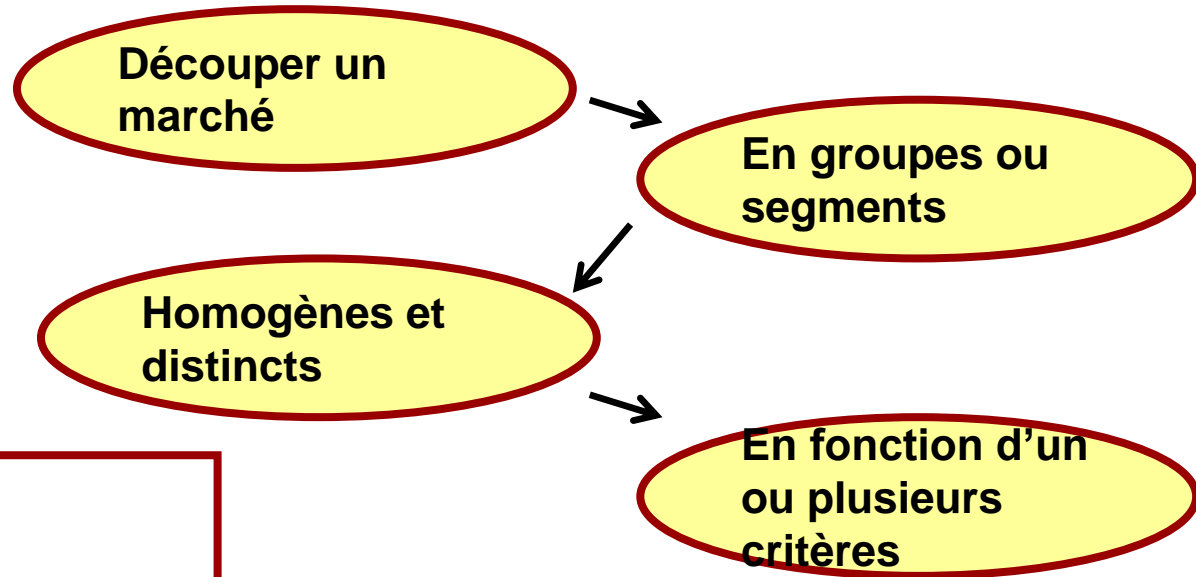 Découper un
marché
En groupes ou
segments
Homogènes et
distincts
En fonction d’un
ou plusieurs
critères